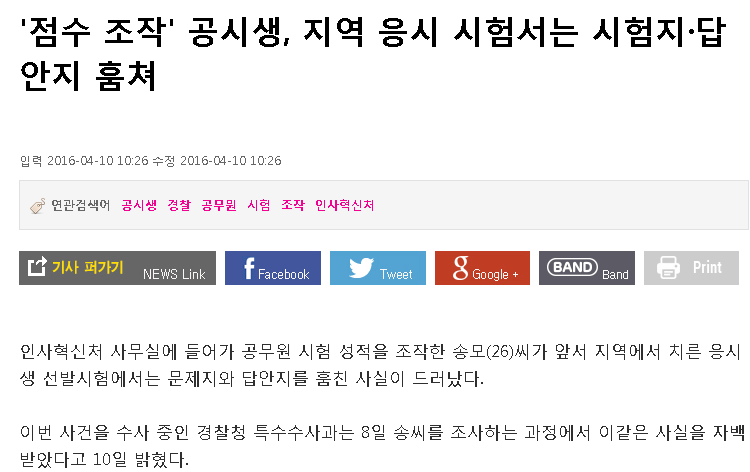 '점수 조작' 공시생, 지역 응시 시험서는 시험지·답
안지 훔쳐
입력 2016-04-10 10:26 수정 2016-04-10 10:26
연관검색어 공시생 경찰 공무원 시험 조작 인사혁신처
기사 퍼가기 NEWS Link f Facebook Tweet g Google + BAND Band Print
인사혁신처 사무실에 들어가 공무원 시험 성적을 조작한 송모(26)씨가 앞서 지역에서 치른 응시
생 선발시험에서는 문제지와 답안지를 훔친 사실이 드러났다.
이번 사건을 수사 중인 경찰청 특수수사과는 8일 송씨를 조사하는 과정에서 이같은 사실을 자백
받았다고 10일 밝혔다.